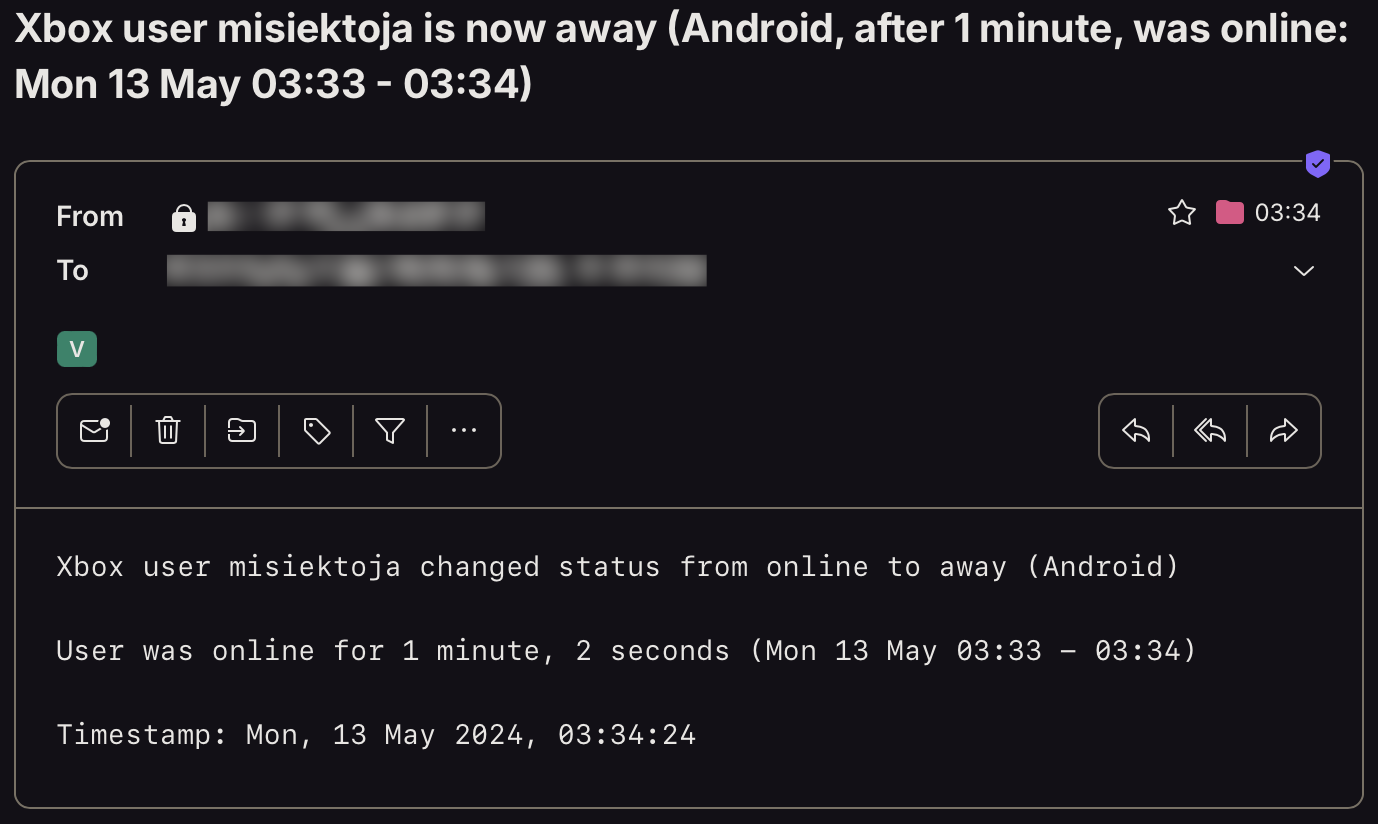 Xbox user misiektoja is now away (Android, after 1 minute, was online:
Mon 13 May 03:33 - 03:34)
From
03:34
To
V
Xbox user misiektoja changed status from online to away (Android)
User was online for 1 minute, 2 seconds (Mon 13 May 03:33 – 03:34)
Timestamp: Mon, 13 May 2024, 03:34:24